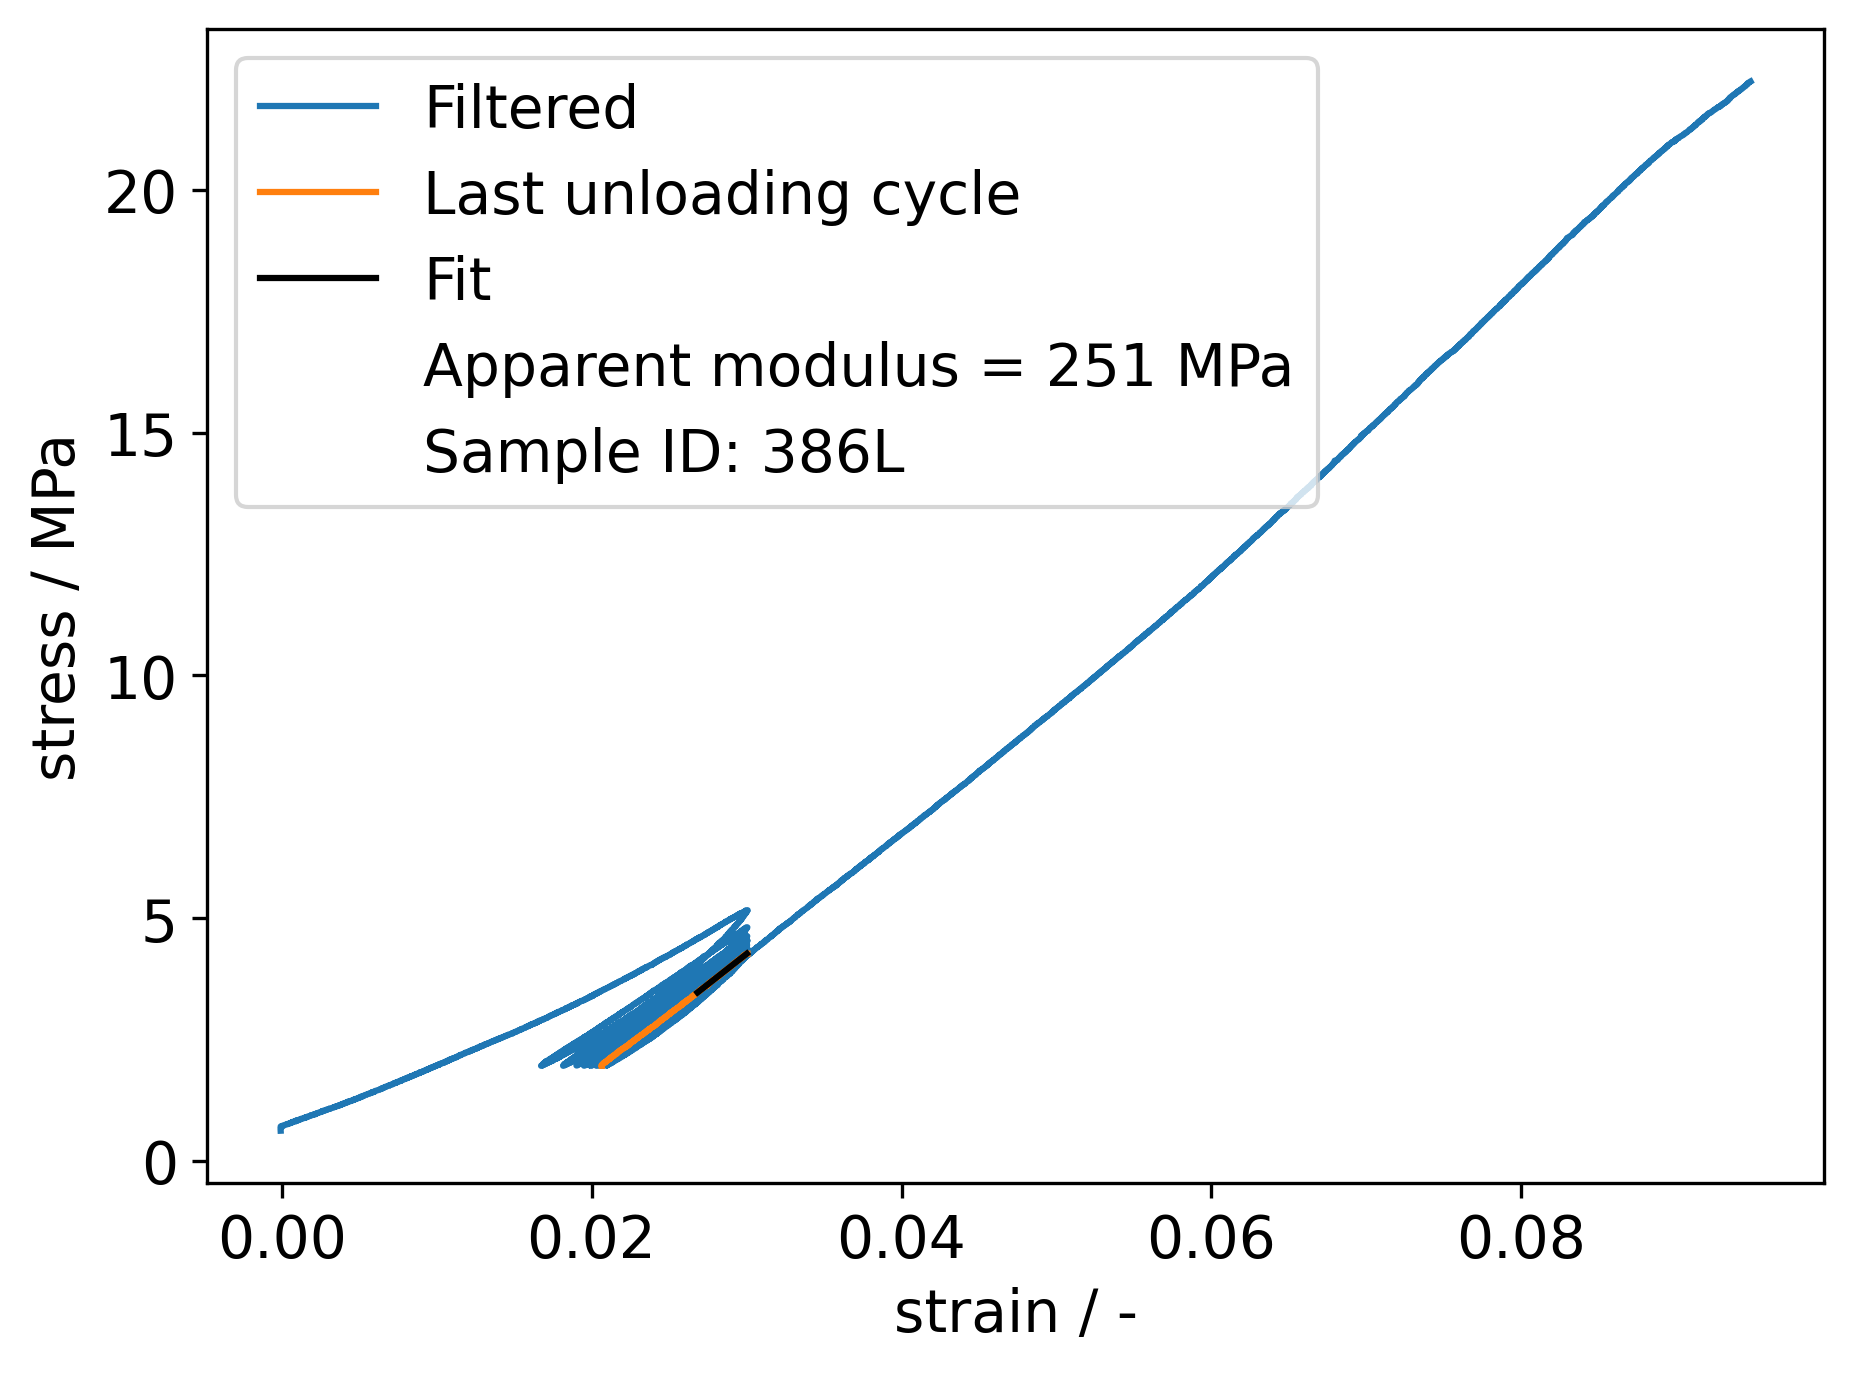 Filtered
Last unloading cycle
Fit
Apparent modulus = 251 MPa
Sample ID: 386L
stress / MPa
20
15
10
5
0
0.00 0.02 0.04 0.06 0.08
strain / -